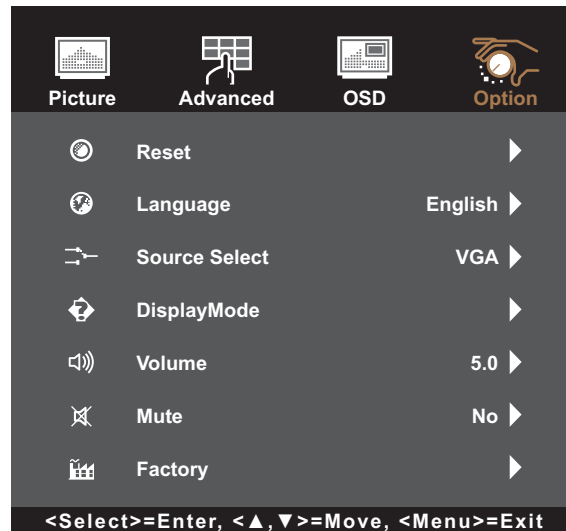 Picture Advanced OSD Option
Reset
Language English
Source Select VGA
DisplayMode
Volume 5.0
Mute No
Factory
<Select>=Enter, <▲,▼>=Move, <Menu>=Exit